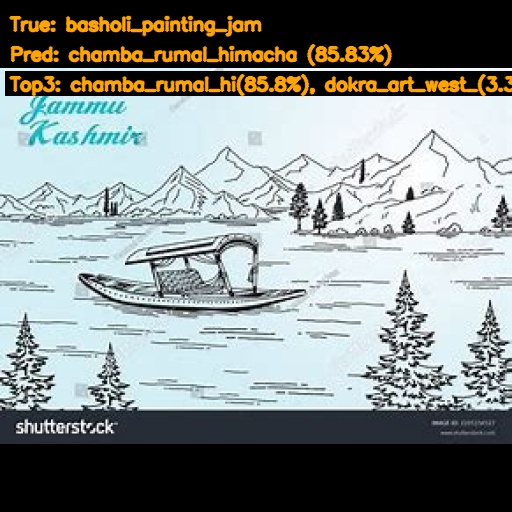 True: basholi_painting_jam
Pred: chamba_rumal_himacha (85.83%)
Top3: chamba_rumal_hi(85.8%), dokra_art_west_(3.3
Jammu
Kashmir
shutterstock